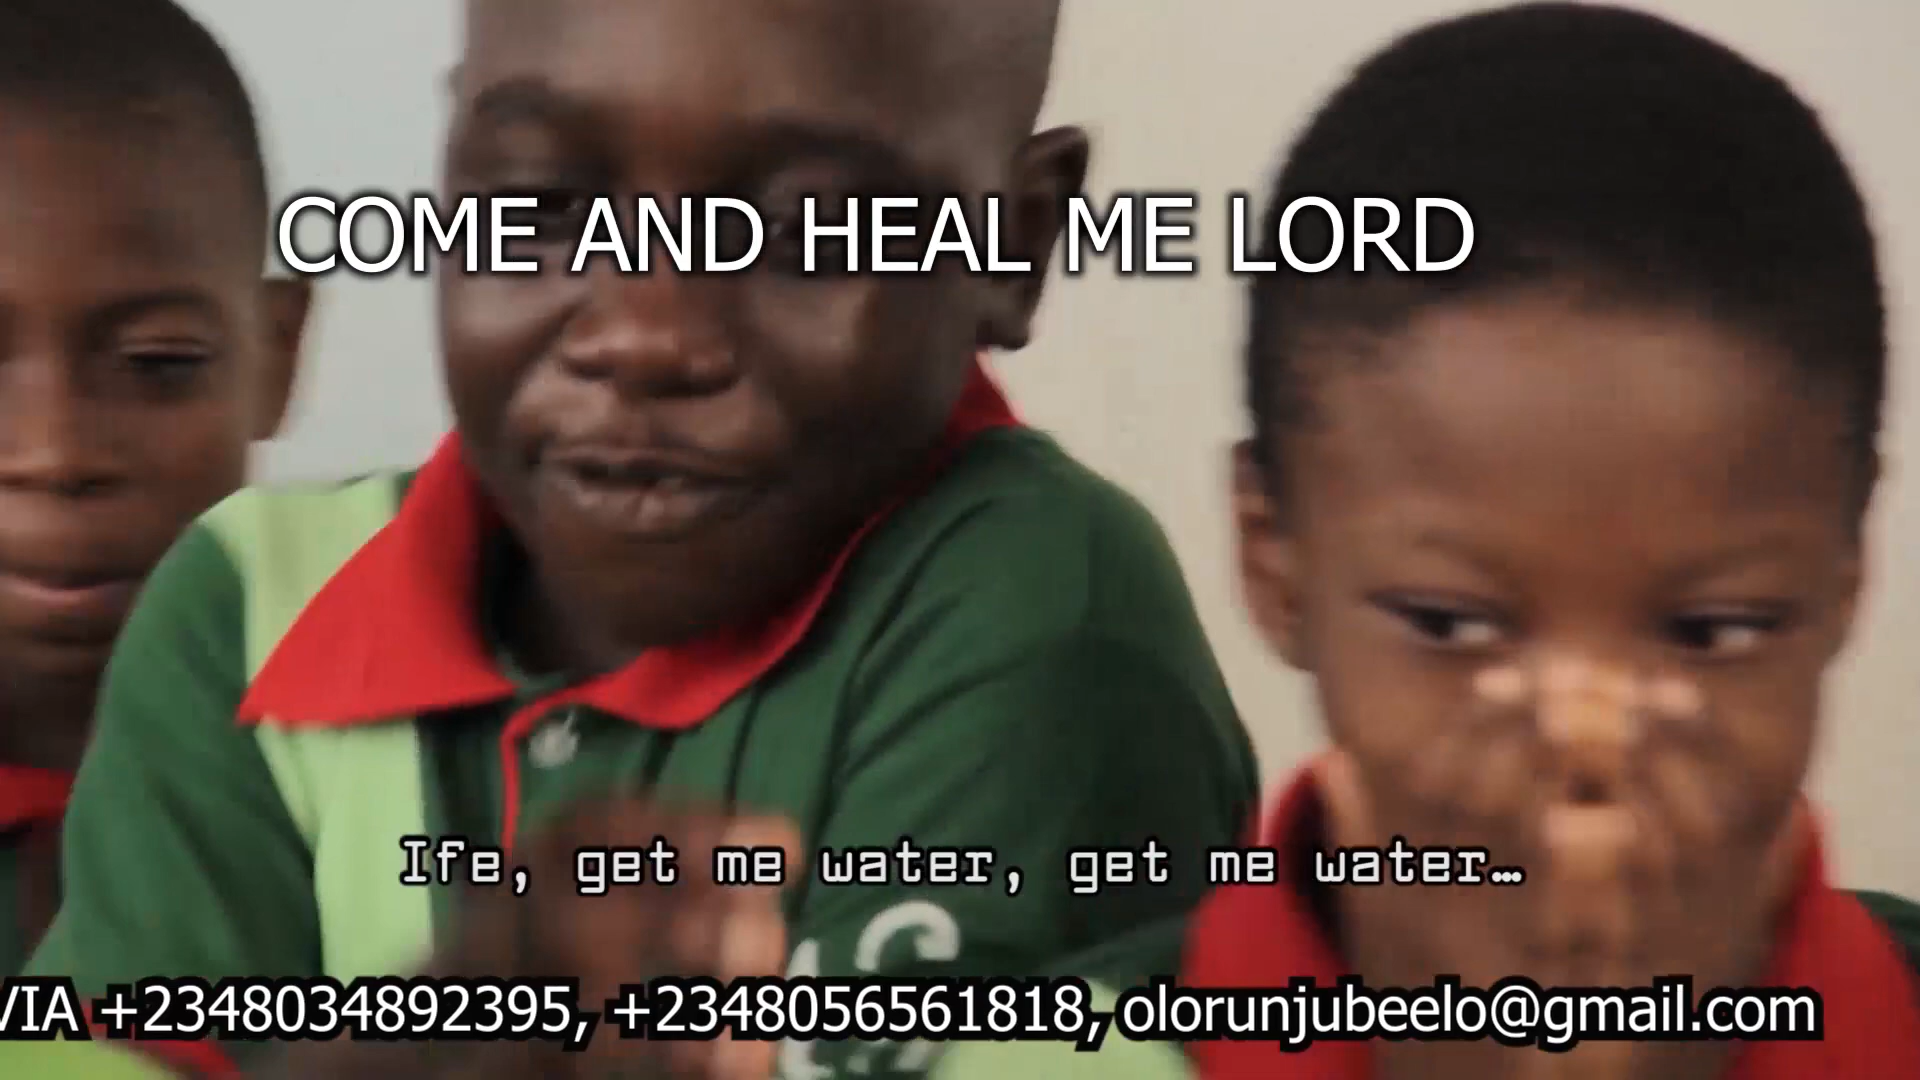 COME AND HEAL ME LORD
Ife, get me water, get me water…
VIA +2348034892395, +2348056561818, olorunjubeelo@gmail.com